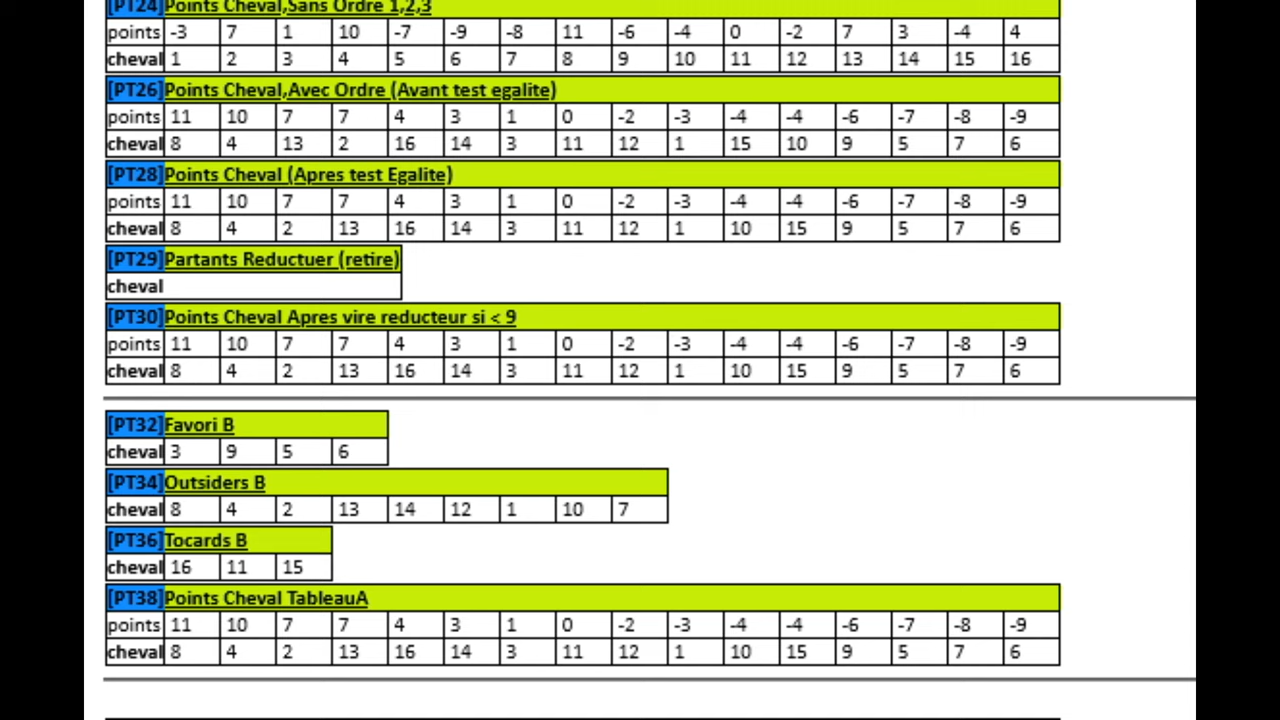 [PT24]Points Cheval,Sans Ordre 1,2,3
points -3 7 1 10 -7 -9 -8 11 -6 -4 0 -2 7 3 -4 4
cheval 1 2 3 4 5 6 7 8 9 10 11 12 13 14 15 16
[PT26]Points Cheval,Avec Ordre (Avant test egalite)
points 11 10 7 7 4 3 1 0 -2 -3 -4 -4 -6 -7 -8 -9
cheval 8 4 13 2 16 14 3 11 12 1 15 10 9 5 7 6
[PT28]Points Cheval (Apres test Egalite)
points 11 10 7 7 4 3 1 0 -2 -3 -4 -4 -6 -7 -8 -9
cheval 8 4 2 13 16 14 3 11 12 1 10 15 9 5 7 6
[PT29]Partants Reductuer (retire)
cheval
[PT30]Points Cheval Apres vire reducteur si < 9
points 11 10 7 7 4 3 1 0 -2 -3 -4 -4 -6 -7 -8 -9
cheval 8 4 2 13 16 14 3 11 12 1 10 15 9 5 7 6
[PT32]Favori B
cheval 3 9 5 6
[PT34]Outsiders B
cheval 8 4 2 13 14 12 1 10 7
[PT36]Tocards B
cheval 16 11 15
[PT38]Points Cheval TableauA
points 11 10 7 7 4 3 1 0 -2 -3 -4 -4 -6 -7 -8 -9
cheval 8 4 2 13 16 14 3 11 12 1 10 15 9 5 7 6